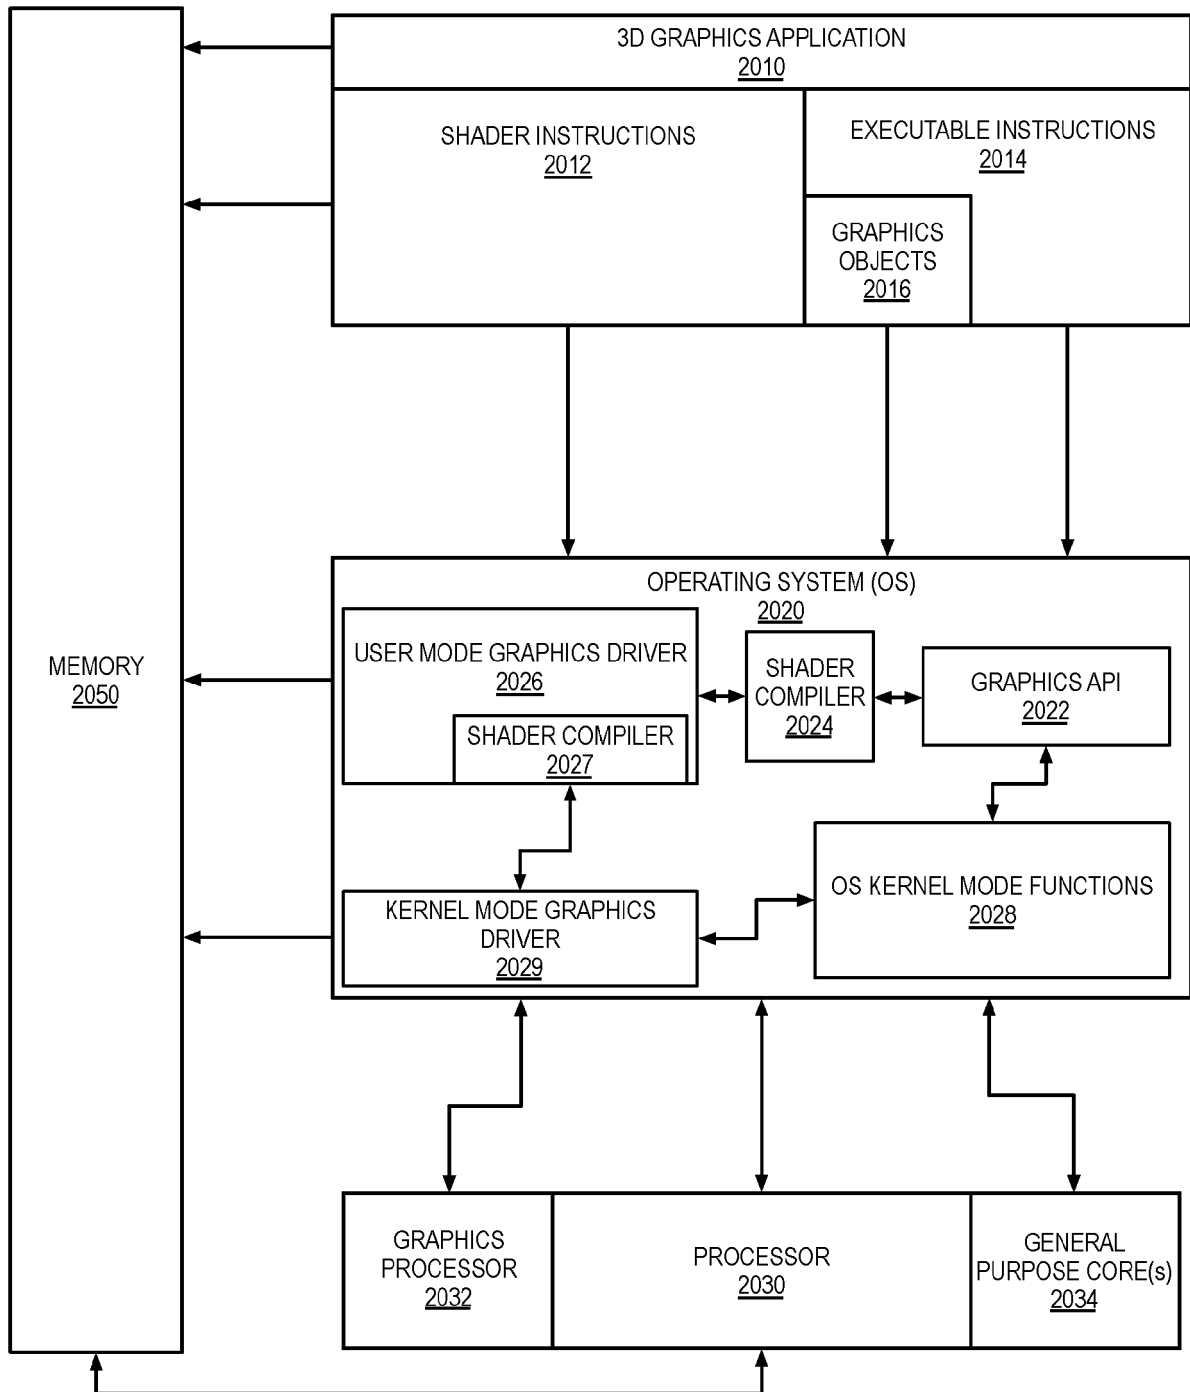 3D GRAPHICS APPLICATION
2010
SHADER INSTRUCTIONS
2012
EXECUTABLE INSTRUCTIONS
2014
GRAPHICS
OBJECTS
2016
OPERATING SYSTEM (OS)
2020
USER MODE GRAPHICS DRIVER
2026
SHADER COMPILER
2027
SHADER
COMPILER
2024
GRAPHICS API
2022
MEMORY
2050
OS KERNEL MODE FUNCTIONS
2028
KERNEL MODE GRAPHICS
DRIVER
2029
GRAPHICS
PROCESSOR
2032
PROCESSOR
2030
GENERAL
PURPOSE CORE(s)
2034